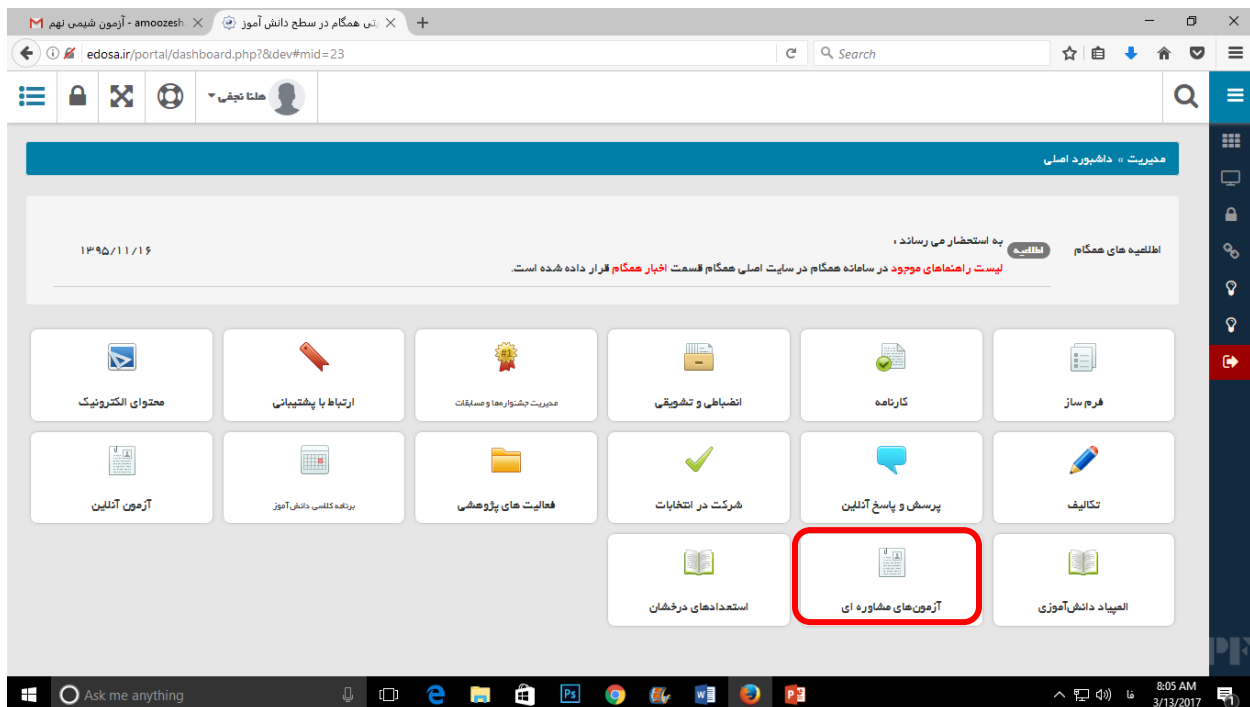 amoozesh - آزمون شیمی نهم
یتی همگام در سطح دانش آموز
edosa.ir/portal/dashboard.php?&dev#mid=23
Search
هلنا نجفی
مدیریت » داشبورد اصلی
اطلاعیه های همگام
اطلاعیه
به استحضار می رساند ،
لیست راهنماهای موجود در سامانه همگام در سایت اصلی همگام قسمت اخبار همگام قرار داده شده است.
۱۳۹۵/۱۱/۱۶
فرم ساز
کارنامه
انضباطی و تشویقی
#1
مدیریت جشنواره‌ها و مسابقات
ارتباط با پشتیبانی
محتوای الکترونیک
تکالیف
پرسش و پاسخ آنلاین
شرکت در انتخابات
فعالیت های پژوهشی
برنامه کلاسی دانش آموز
آزمون آنلاین
المپیاد دانش‌آموزی
آزمون‌های مشاوره ای
استعدادهای درخشان
Ask me anything
Ps
فا
8:05 AM
3/13/2017